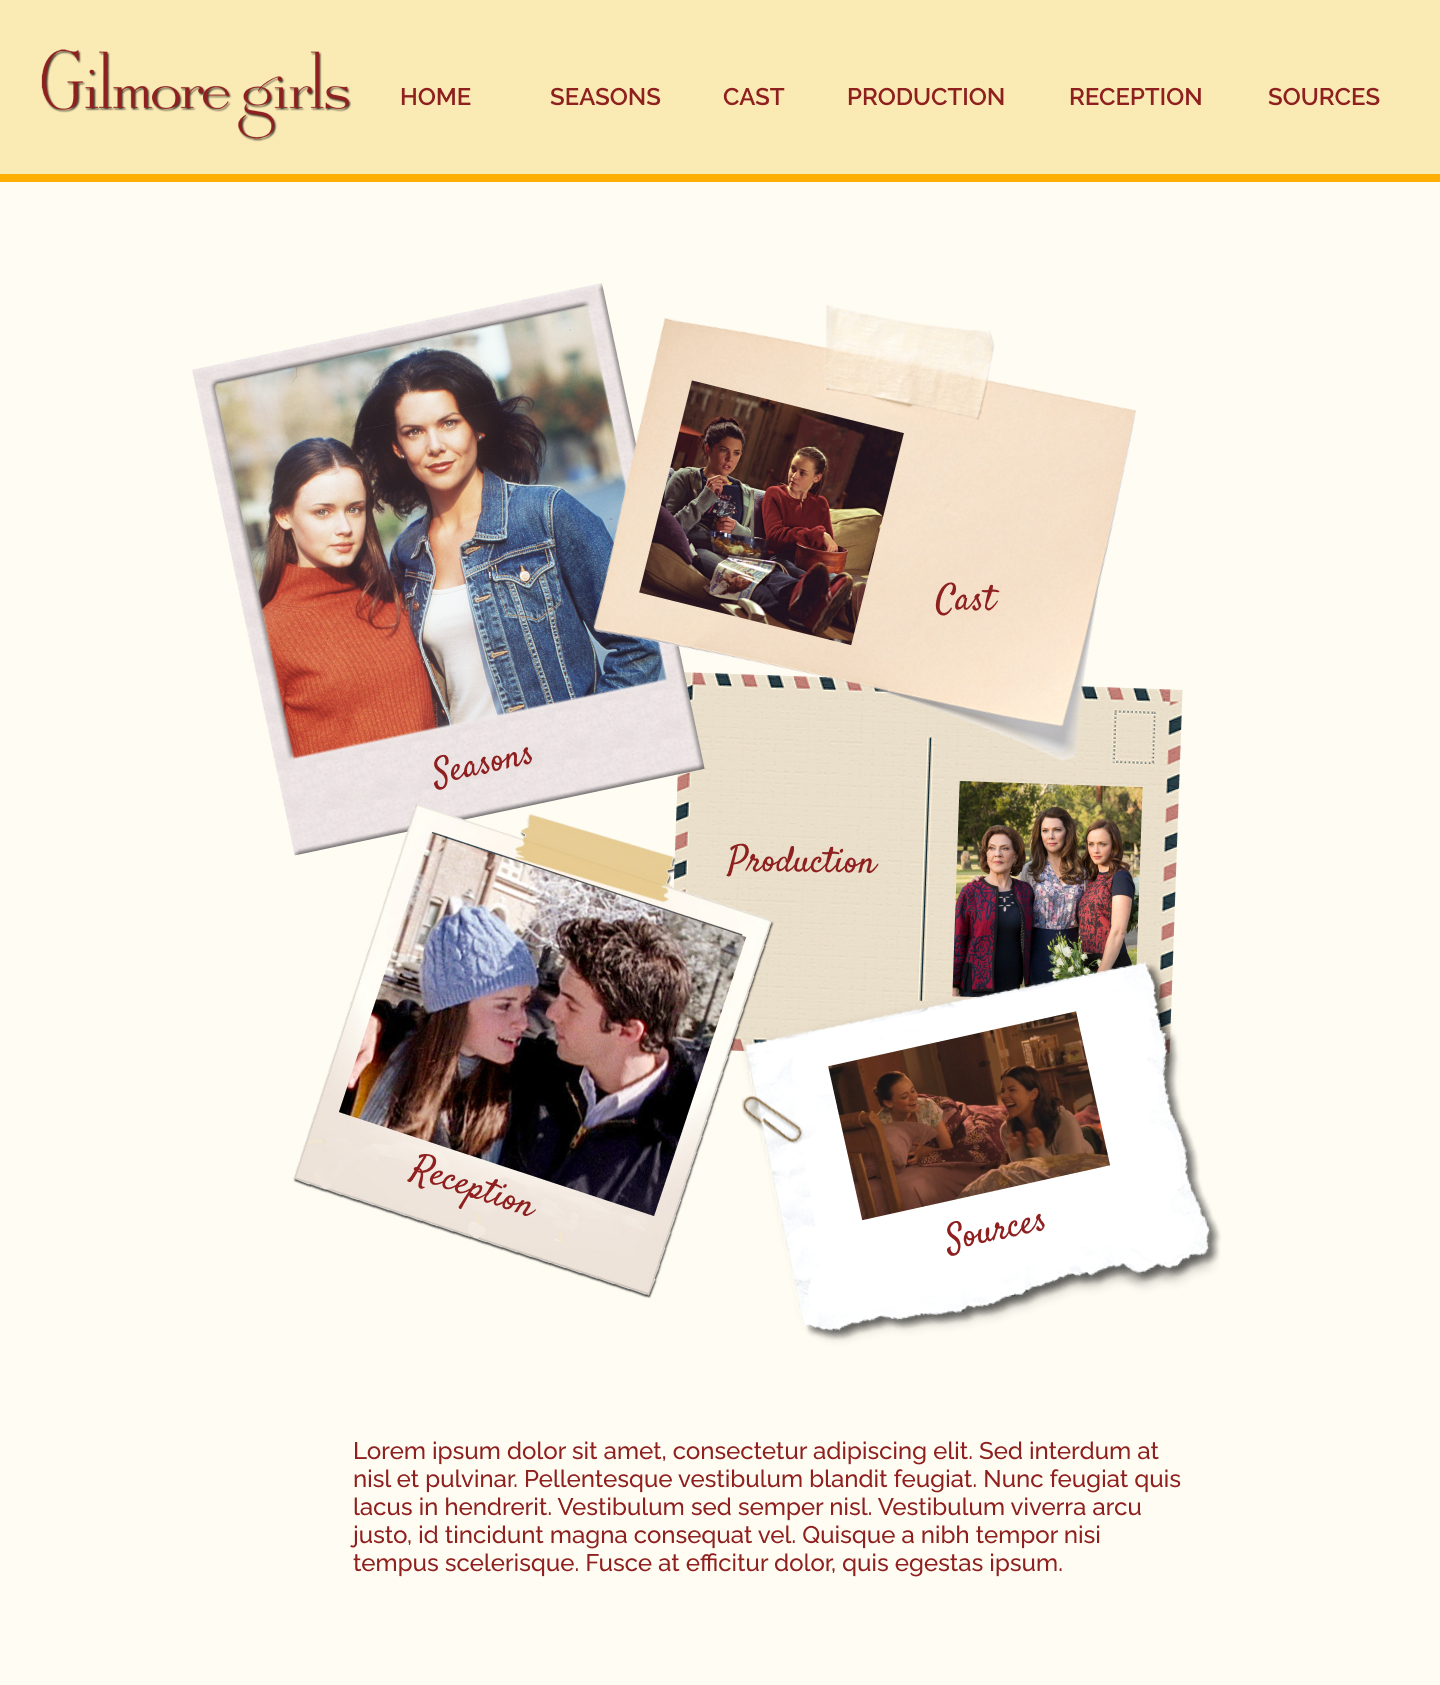 Gilmore girls
HOME SEASONS CAST PRODUCTION RECEPTION SOURCES
Seasons
Cast
Production
Reception
Sources
Lorem ipsum dolor sit amet, consectetur adipiscing elit. Sed interdum at
nisl et pulvinar. Pellentesque vestibulum blandit feugiat. Nunc feugiat quis
lacus in hendrerit. Vestibulum sed semper nisl. Vestibulum viverra arcu
justo, id tincidunt magna consequat vel. Quisque a nibh tempor nisi
tempus scelerisque. Fusce at efficitur dolor, quis egestas ipsum.